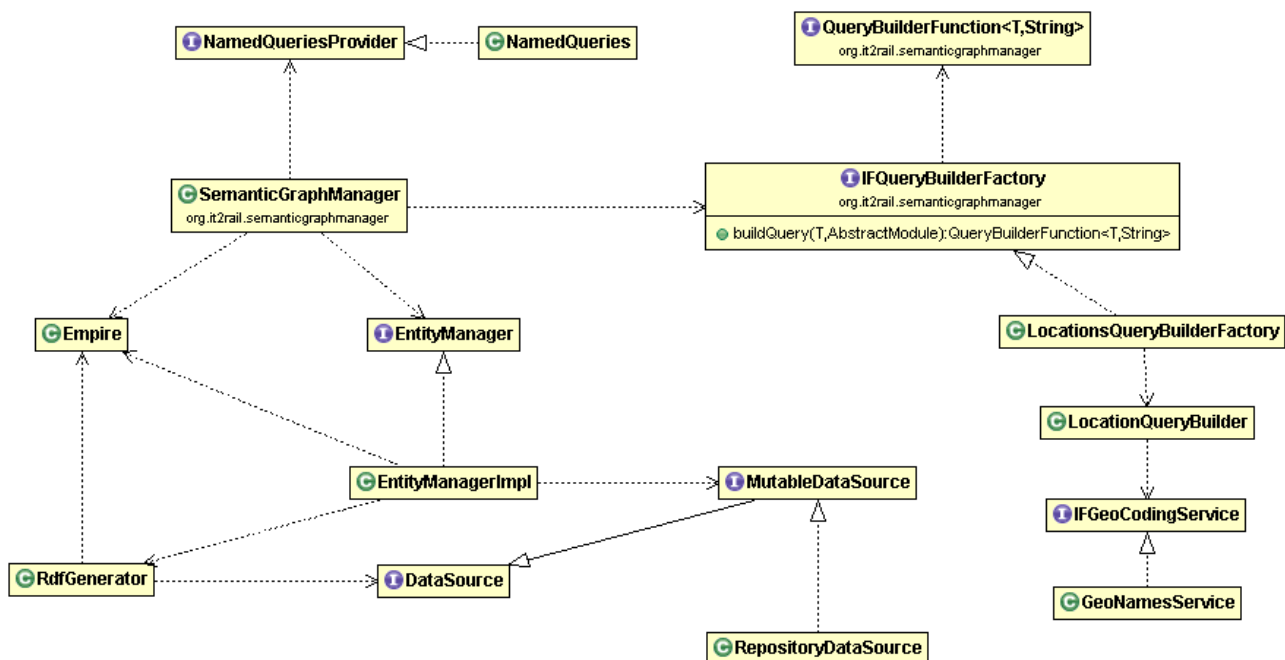 NamedQueriesProvider
NamedQueries
QueryBuilderFunction<T,String>
org.it2rail.semanticgraphmanager
SemanticGraphManager
org.it2rail.semanticgraphmanager
IFQueryBuilderFactory
org.it2rail.semanticgraphmanager
buildQuery(T,AbstractModule):QueryBuilderFunction<T,String>
Empire
EntityManager
LocationsQueryBuilderFactory
LocationQueryBuilder
EntityManagerImpl
MutableDataSource
IFGeoCodingService
RdfGenerator
DataSource
GeoNamesService
RepositoryDataSource